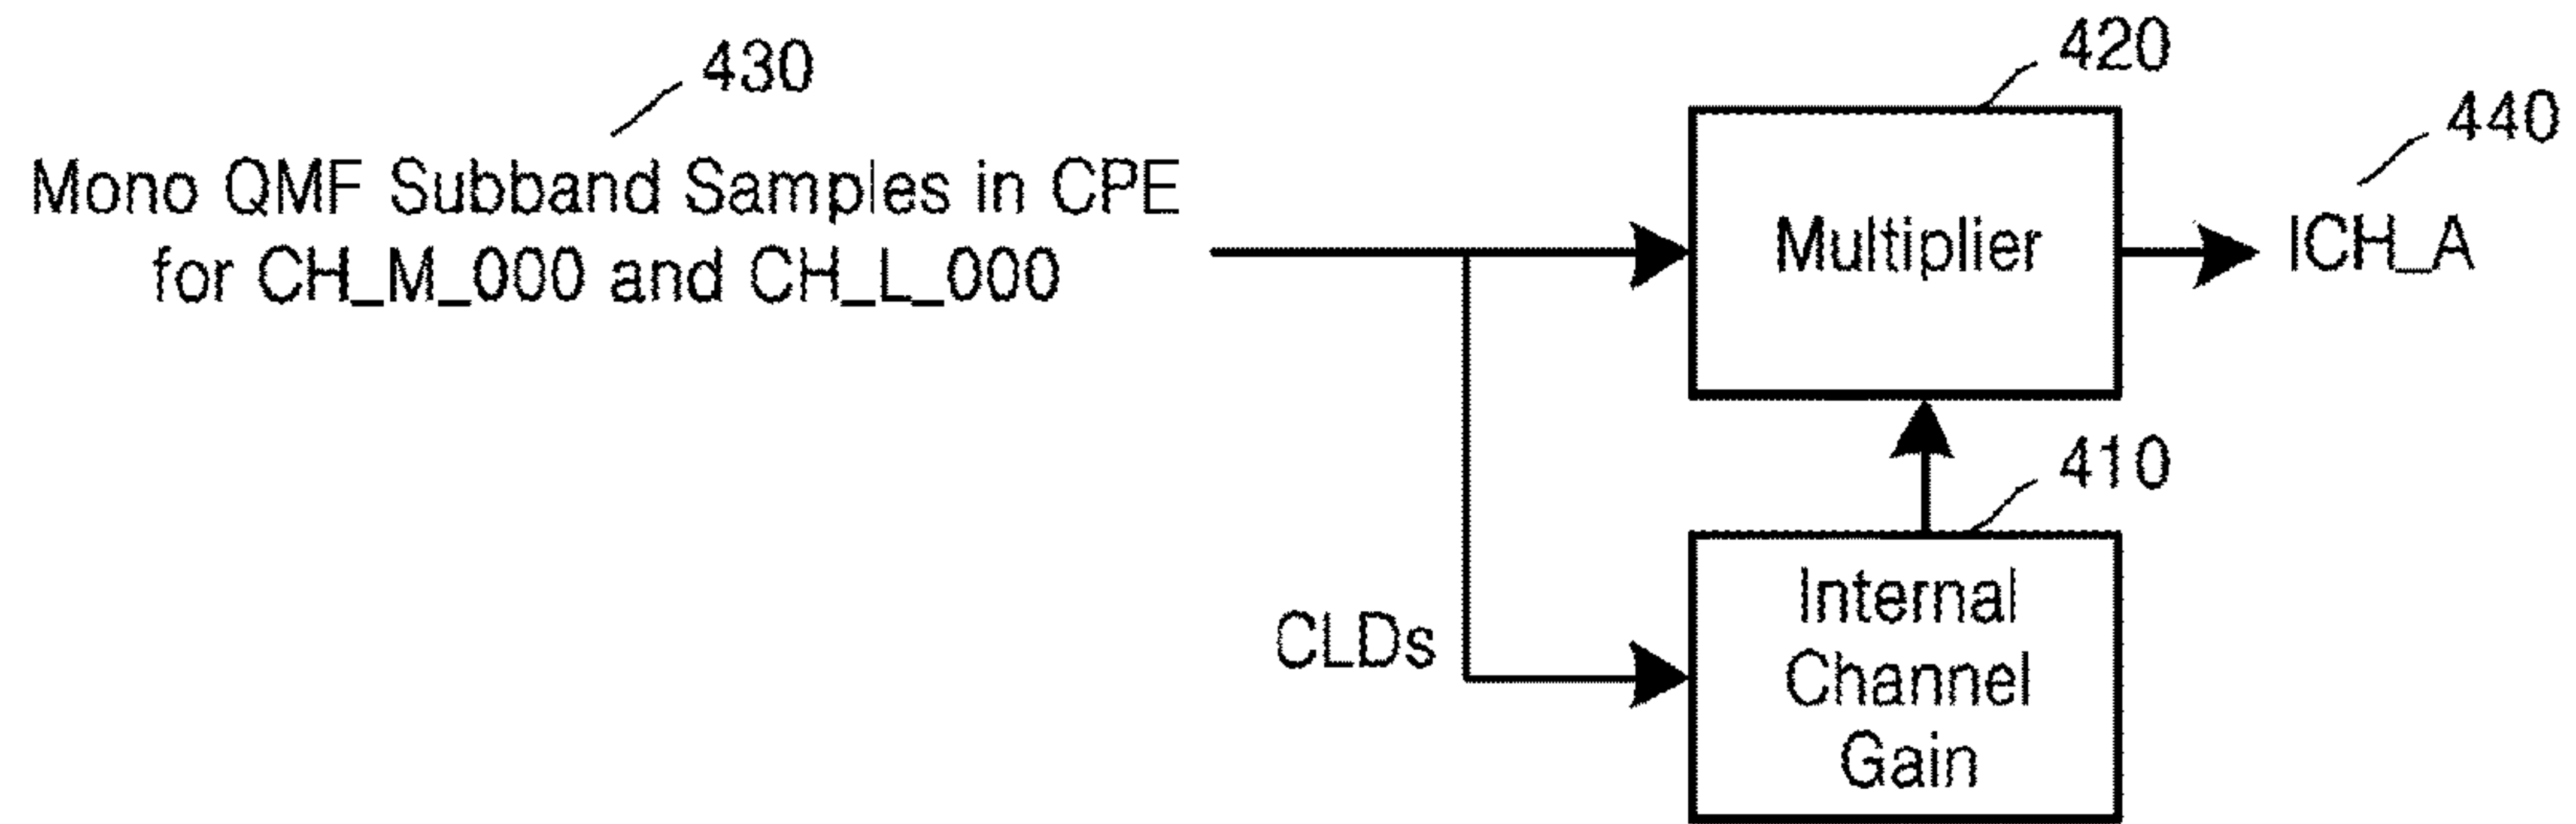 430
Mono QMF Subband Samples in CPE
for CH_M_000 and CH_L_000
420
Multiplier
440
ICH_A
CLDs
410
Internal
Channel
Gain